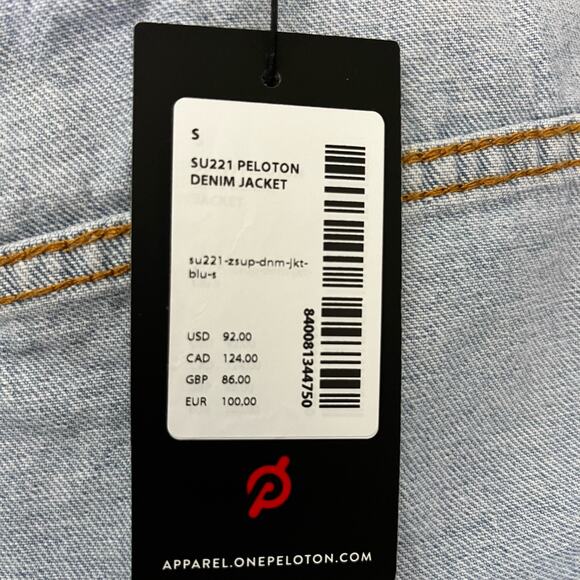 S
SU221 PELOTON
DENIM JACKET
su221-zsup-dnm-jkt-
blu-s
USD 92.00
CAD 124.00
GBP 86.00
EUR 100.00
840081344750
APPAREL.ONEPELOTON.COM